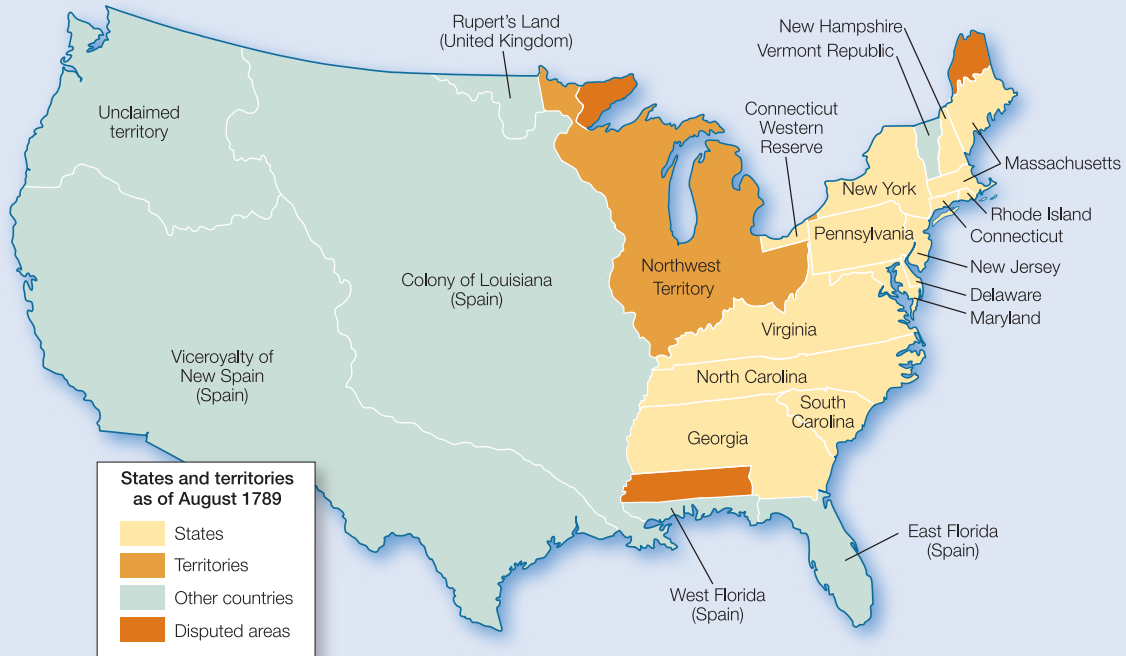 Rupert's Land
(United Kingdom)
New Hampshire
Vermont Republic
Unclaimed
territory
Connecticut
Western
Reserve
Massachusetts
New York
Rhode Island
Connecticut
Pennsylvania
New Jersey
Northwest
Territory
Colony of Louisiana
(Spain)
Delaware
Maryland
Virginia
Viceroyalty of
New Spain
(Spain)
North Carolina
South
Carolina
Georgia
States and territories
as of August 1789
States
Territories
Other countries
Disputed areas
East Florida
(Spain)
West Florida
(Spain)